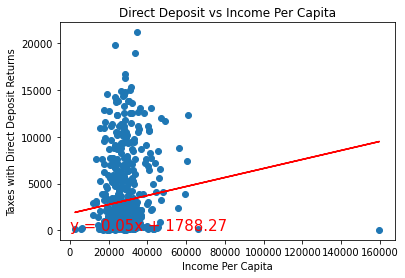 Direct Deposit vs Income Per Capita
Taxes with Direct Deposit Returns
20000
15000
10000
5000
0
y = 0.05x + 1788.27
0 20000 40000 60000 80000 100000 120000 140000 160000
Income Per Capita